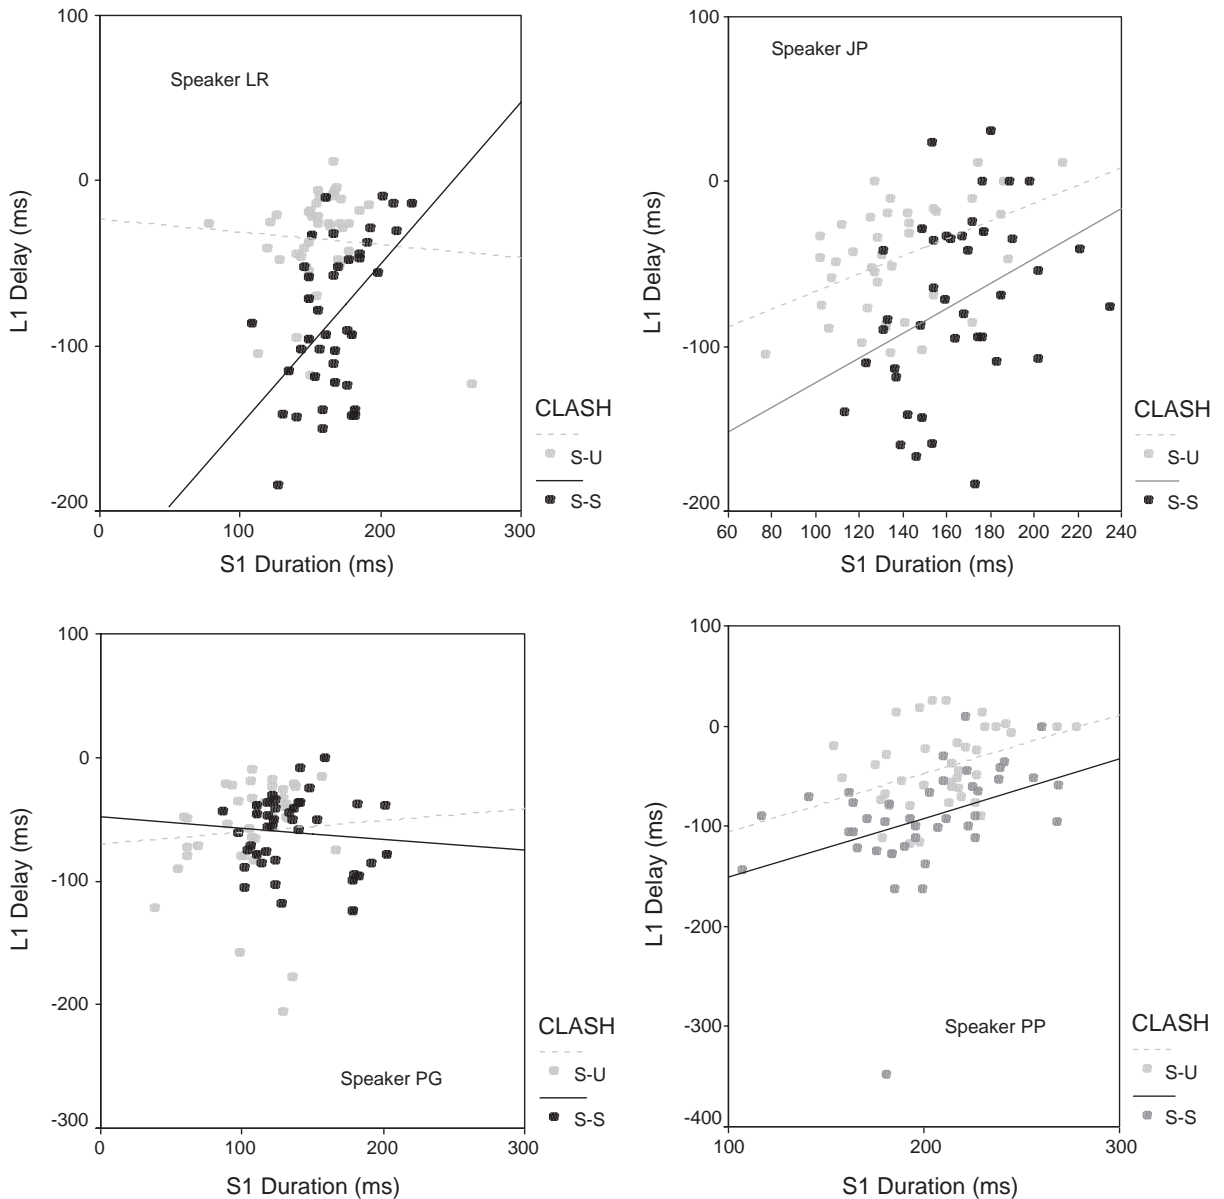 Speaker LR
100
0
-100
-200
L1 Delay (ms)
0
100
200
300
S1 Duration (ms)
CLASH
S-U
S-S
Speaker JP
100
0
-100
-200
L1 Delay (ms)
60
80
100
120
140
160
180
200
220
240
S1 Duration (ms)
CLASH
S-U
S-S
100
0
-100
-200
-300
L1 Delay (ms)
Speaker PG
0
100
200
300
S1 Duration (ms)
CLASH
S-U
S-S
100
0
-100
-200
-300
-400
L1 Delay (ms)
Speaker PP
100
200
300
S1 Duration (ms)
CLASH
S-U
S-S